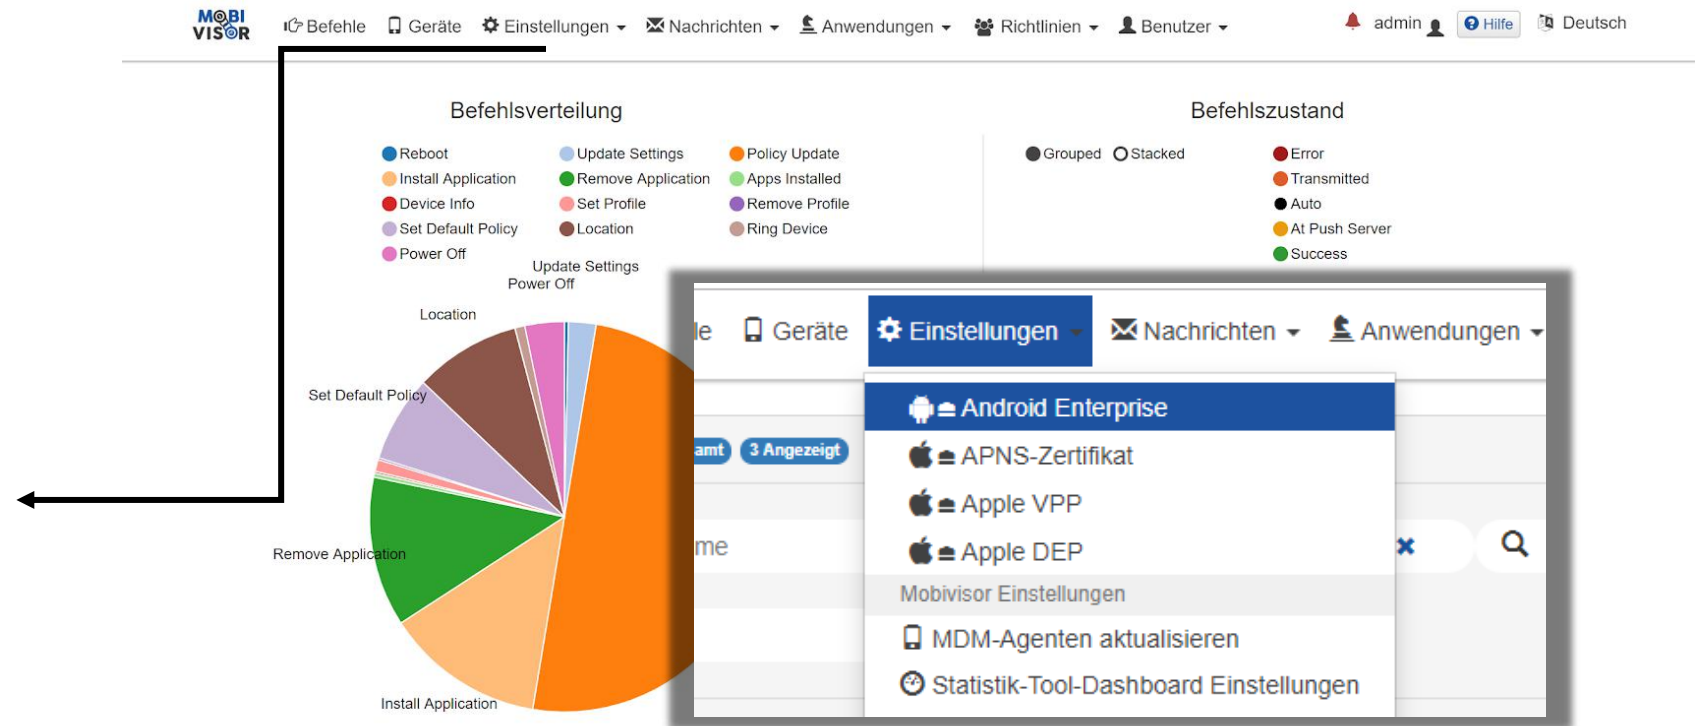 MOBI
VISOR
Befehle Geräte Einstellungen Nachrichten Anwendungen Richtlinien Benutzer admin Hilfe Deutsch
Befehlsverteilung
Befehlszustand
Reboot Update Settings Policy Update
Install Application Remove Application Apps Installed
Device Info Set Profile Remove Profile
Set Default Policy Location Ring Device
Power Off
Grouped Stacked
Error
Transmitted
Auto
At Push Server
Success
Update Settings
Power Off
Location
Set Default Policy
Remove Application
Install Application
le Geräte Einstellungen Nachrichten Anwendungen
amt 3 Angezeigt
me
Android Enterprise
APNS-Zertifikat
Apple VPP
Apple DEP
Mobivisor Einstellungen
MDM-Agenten aktualisieren
Statistik-Tool-Dashboard Einstellungen